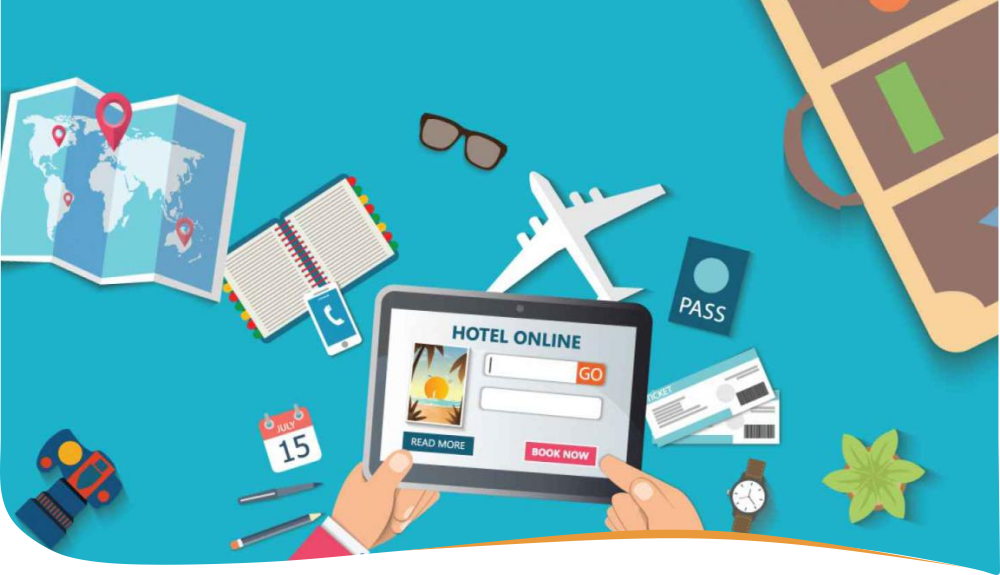 HOTEL ONLINE
GO
READ MORE
BOOK NOW
PASS
TICKET
JULY
15